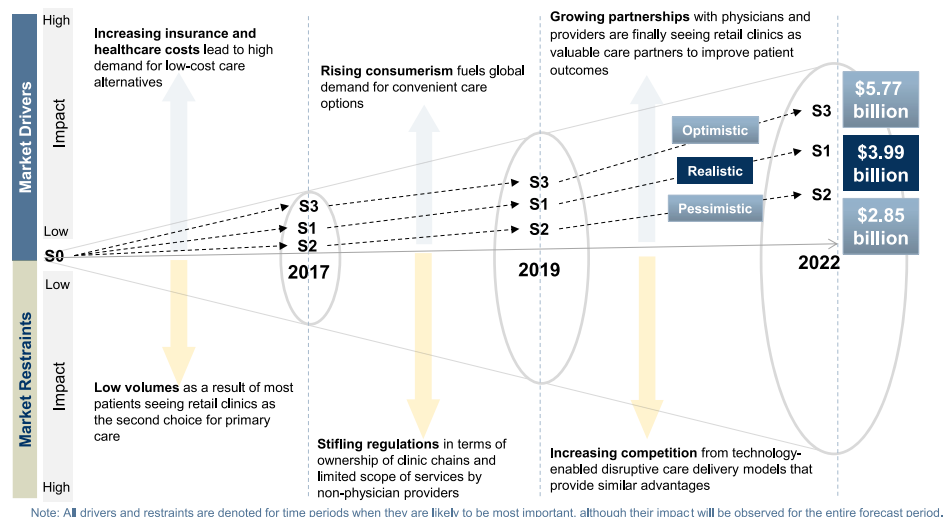 High
Increasing insurance and
healthcare costs lead to high
demand for low-cost care
alternatives
Rising consumerism fuels global
demand for convenient care
options
Growing partnerships with physicians and
providers are finally seeing retail clinics as
valuable care partners to improve patient
outcomes
Market Drivers
Impact
Low
S0
S3
S1
S2
2017
S3
S1
S2
2019
Optimistic
Realistic
Pessimistic
S3
S1
S2
2022
$5.77
billion
$3.99
billion
$2.85
billion
Low
Market Restraints
Impact
High
Low volumes as a result of most
patients seeing retail clinics as
the second choice for primary
care
Stifling regulations in terms of
ownership of clinic chains and
limited scope of services by
non-physician providers
Increasing competition from technology-
enabled disruptive care delivery models that
provide similar advantages
Note: All drivers and restraints are denoted for time periods when they are likely to be most important, although their impact will be observed for the entire forecast period.